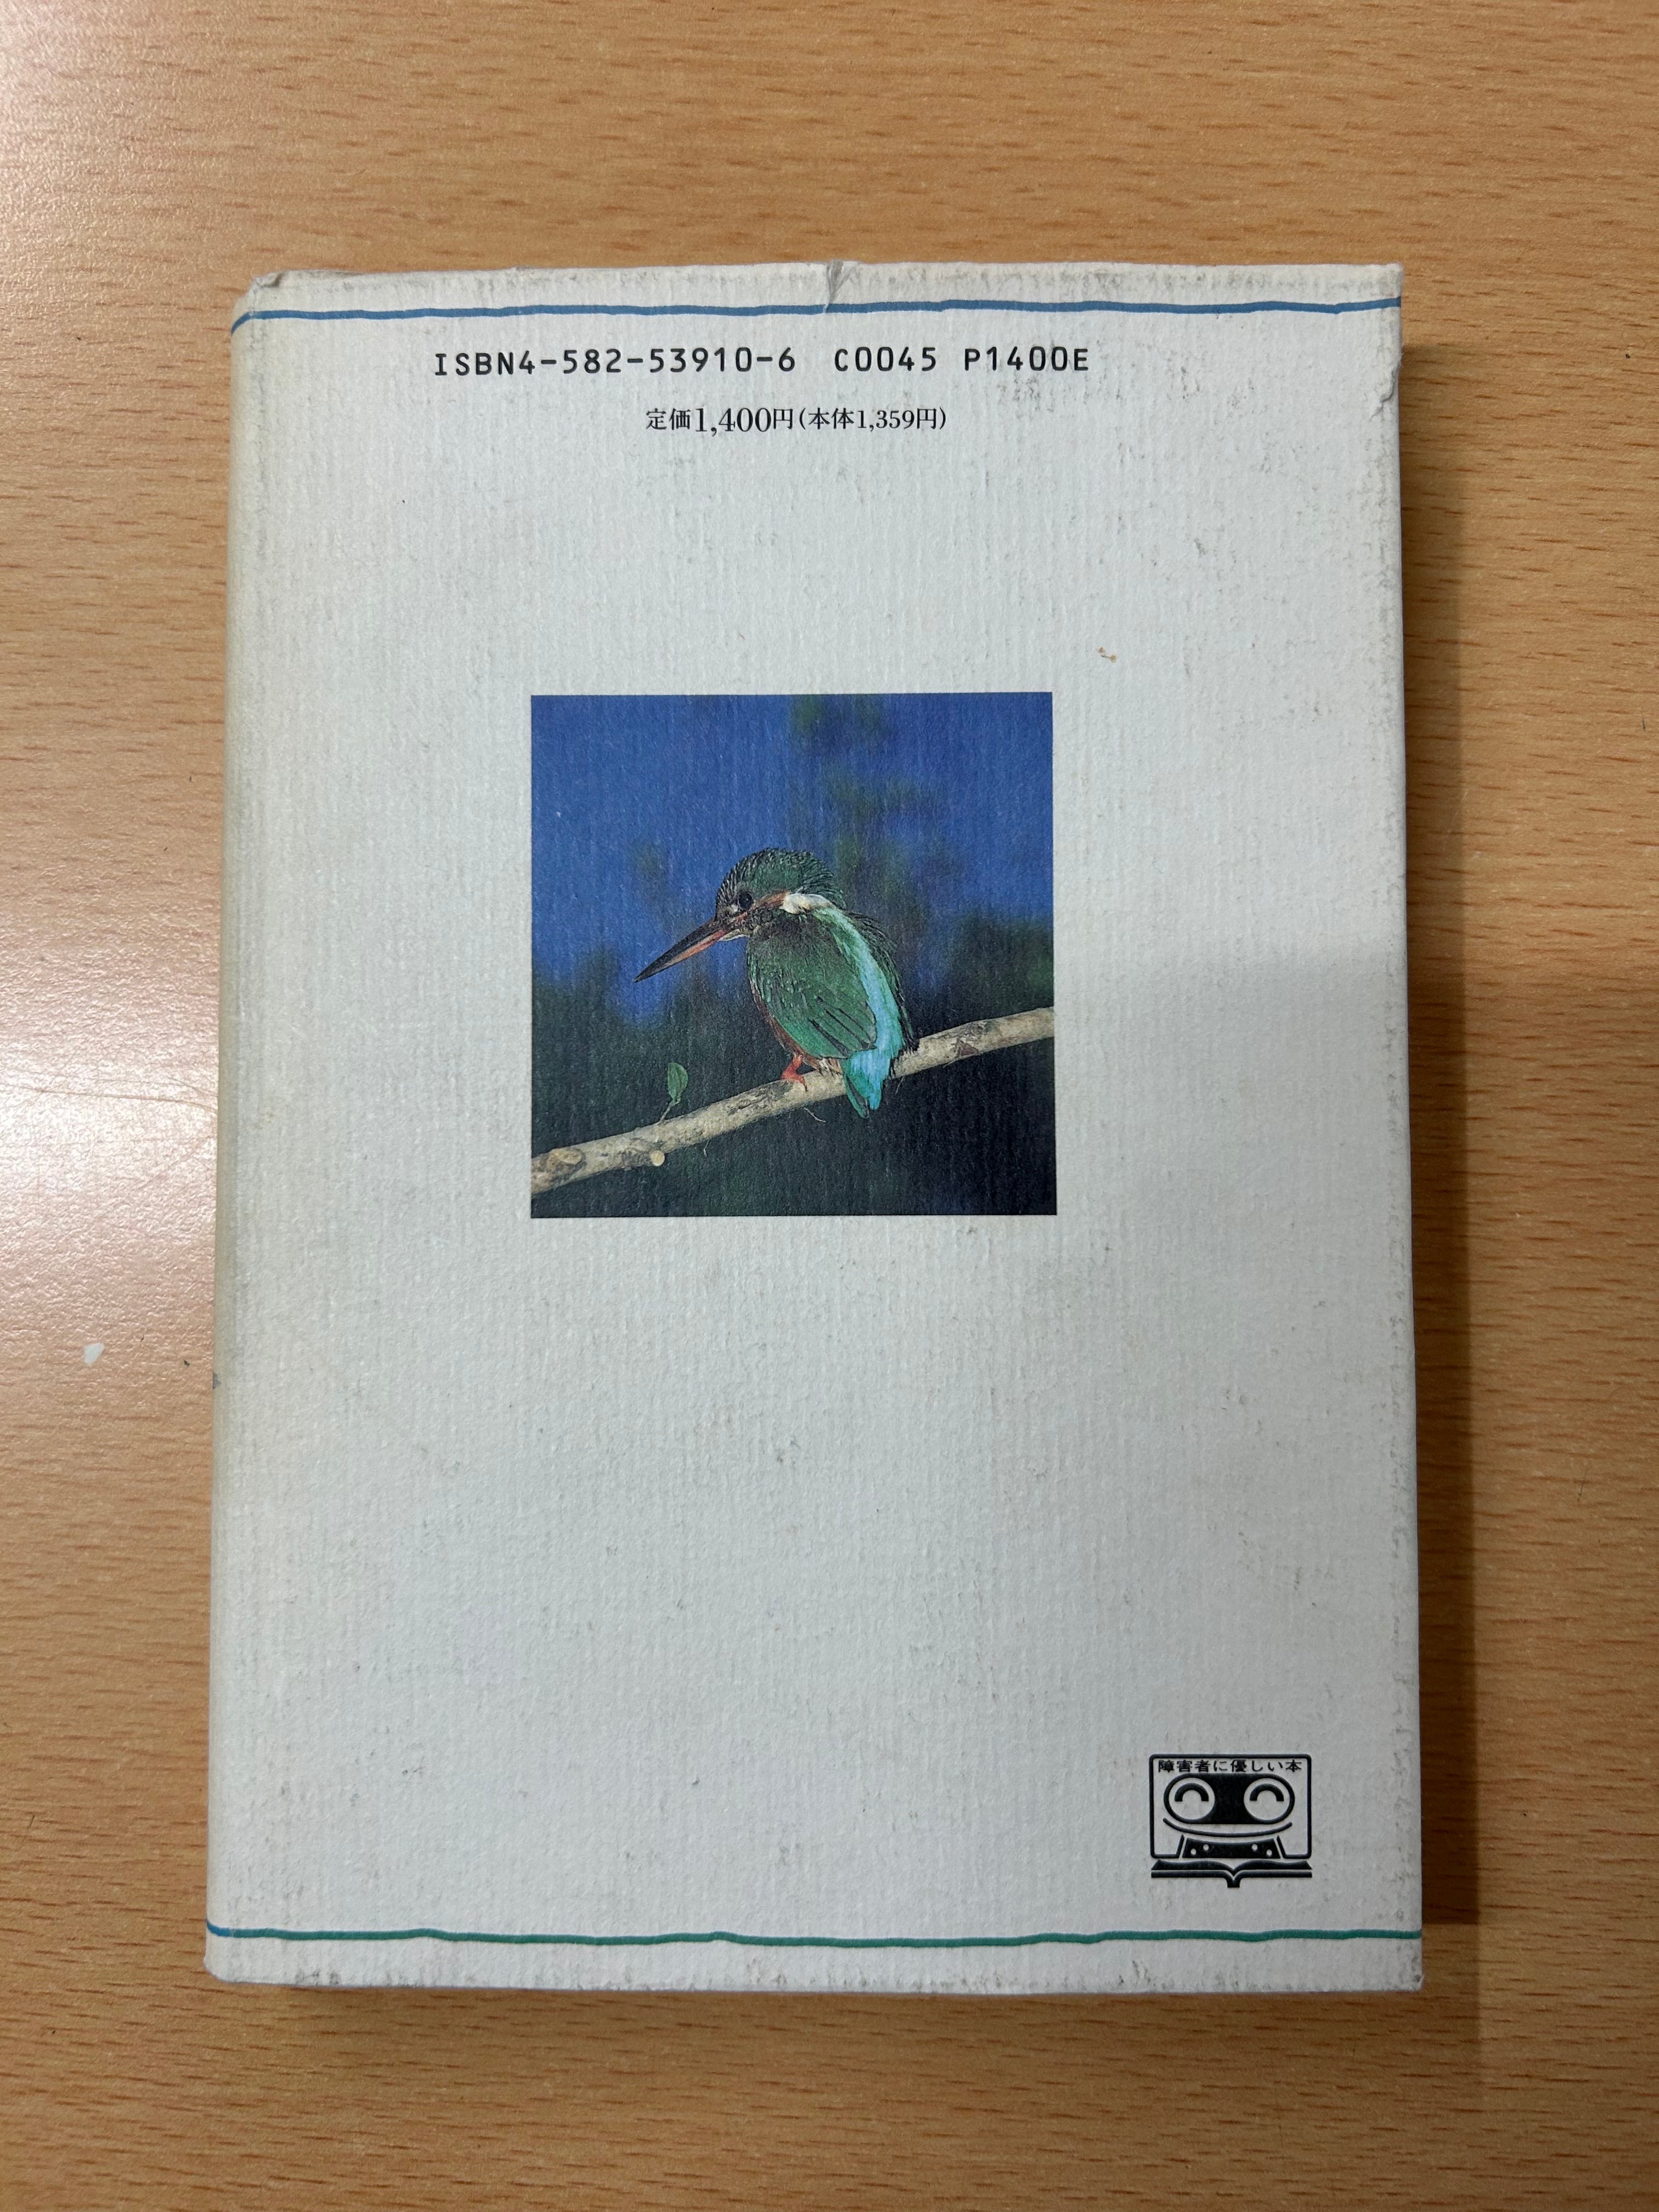 ISBN4-582-53910-6 C0045 P1400E
定価1,400円(本体1,359円)
障害者に優しい本